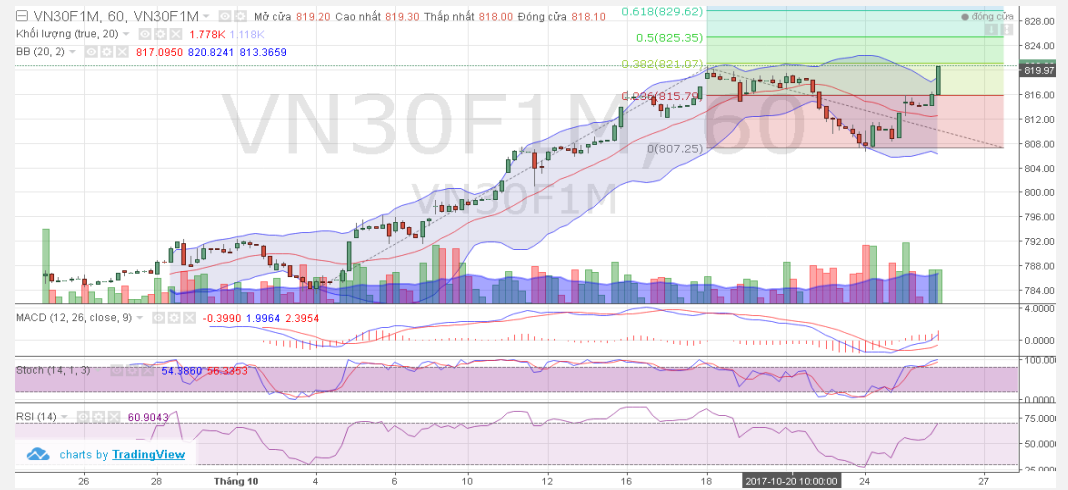 VN30F1M, 60, VN30F1M Mở cửa 819.20 Cao nhất 819.30 Thấp nhất 818.00 Đóng cửa 818.10
Khối lượng (true, 20) 1.778K 1.118K
BB (20, 2) 817.0950 820.8241 813.3659
VN30F1M, 60
VN30F1M
0.618(829.62)
0.5(825.35)
0.382(821.07)
0.236(815.79)
0(807.25)
đóng cửa
828.00
824.00
819.97
816.00
812.00
808.00
804.00
800.00
796.00
792.00
788.00
784.00
MACD (12, 26, close, 9) -0.3990 1.9964 2.3954
4.0000
0.0000
Stoch (14, 1, 3) 54.3860 56.3353
100.000
0.0000
RSI (14) 60.9043
75.0000
50.0000
25.0000
charts by TradingView
26 28 Tháng 10 4 6 10 12 16 18 2017-10-20 10:00:00 24 27